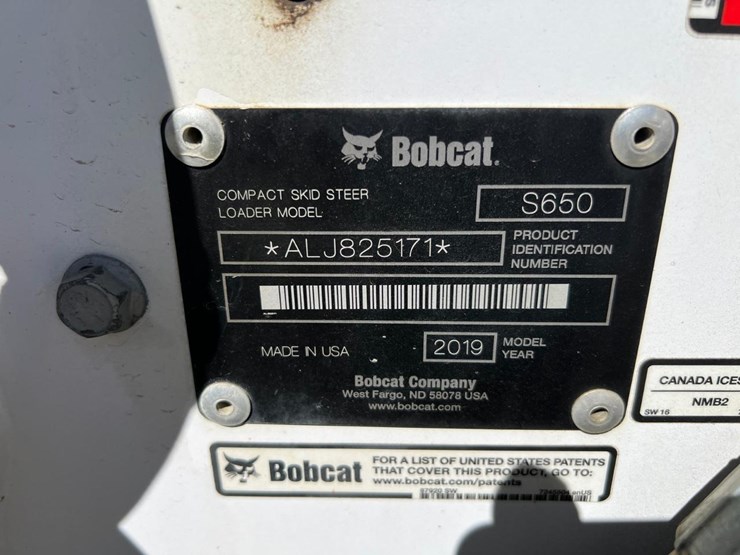 Bobcat.
COMPACT SKID STEER
LOADER MODEL
S650
*ALJ825171*
PRODUCT
IDENTIFICATION
NUMBER
MADE IN USA
2019
MODEL
YEAR
Bobcat Company
West Fargo, ND 58078 USA
www.bobcat.com
CANADA ICES
NMB2
SW 16
Bobcat
FOR A LIST OF UNITED STATES PATENTS
THAT COVER THIS PRODUCT, GO TO:
www.bobcat.com/patents